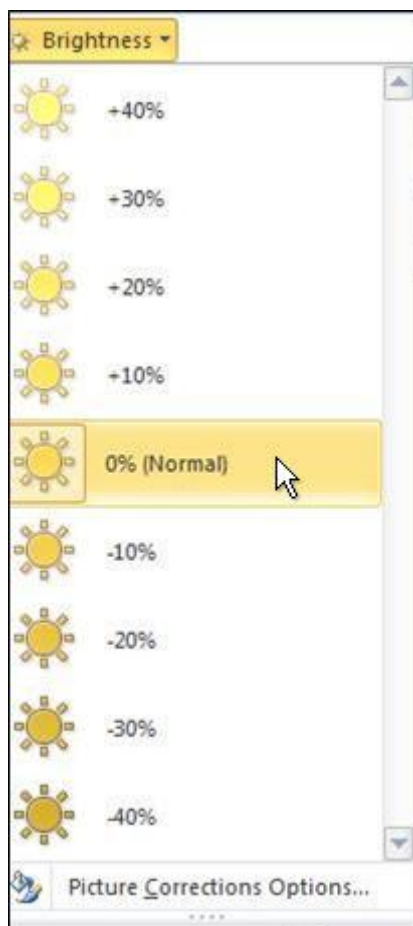 Brightness
+40%
+30%
+20%
+10%
0% (Normal)
-10%
-20%
-30%
-40%
Picture Corrections Options...